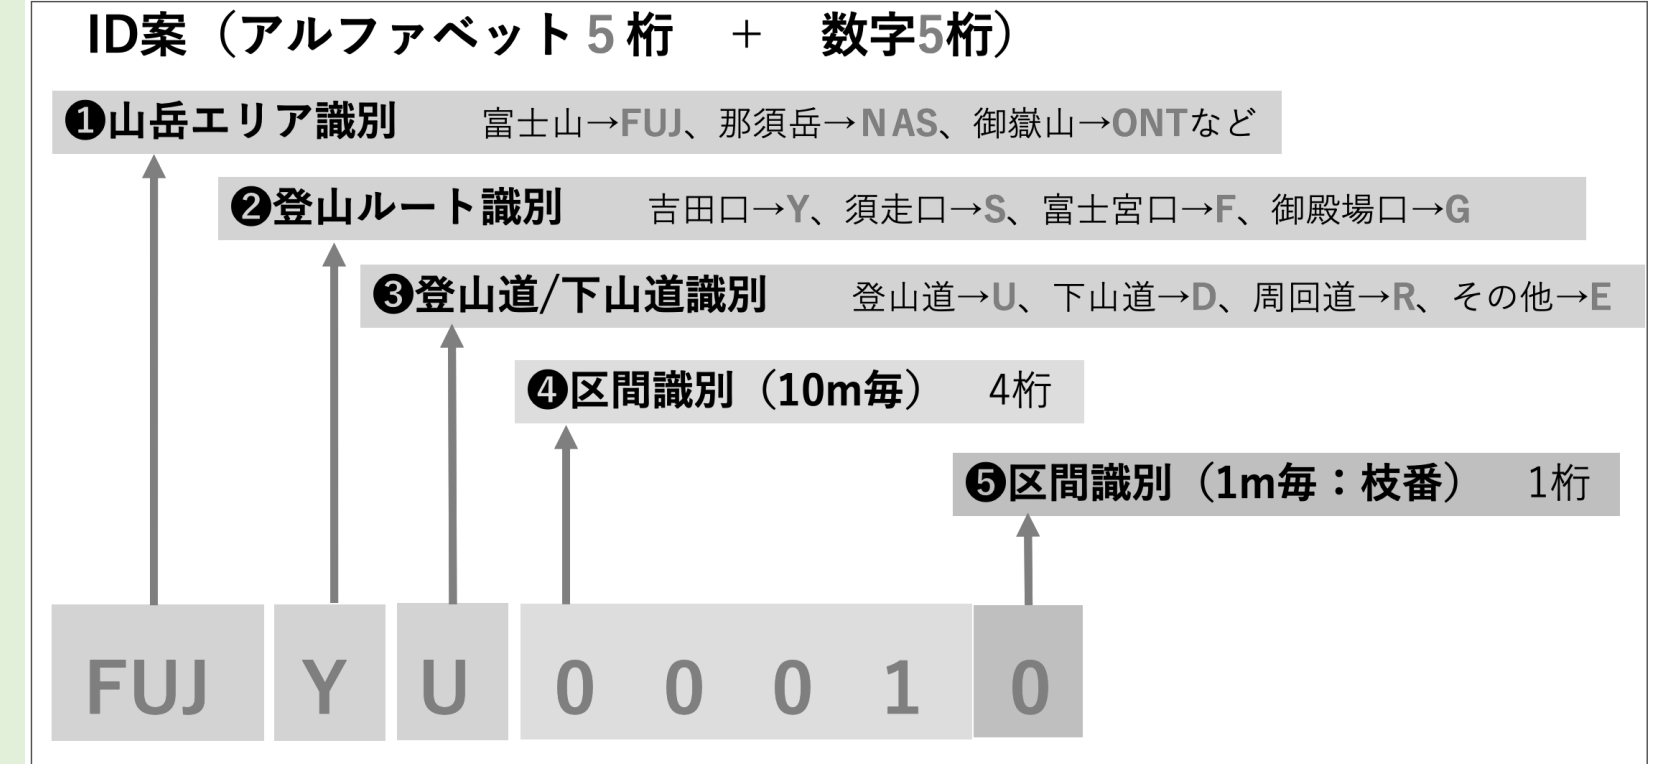 ID案（アルファベット 5 桁　＋　数字5桁）
❶山岳エリア識別　富士山→FUJ、那須岳→NAS、御嶽山→ONTなど
❷登山ルート識別　吉田口→Y、須走口→S、富士宮口→F、御殿場口→G
❸登山道/下山道識別　登山道→U、下山道→D、周回道→R、その他→E
❹区間識別（10m毎）　4桁
❺区間識別（1m毎：枝番）　1桁
FUJ Y U 0 0 0 1 0